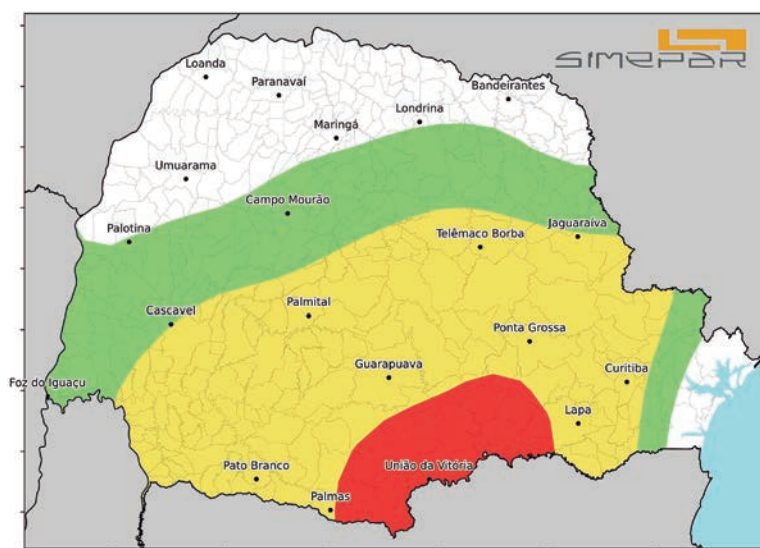 SIMEPAR
Loanda
Paranavaí
Bandeirantes
Londrina
Maringá
Umuarama
Campo Mourão
Palotina
Jaguaraíva
Telêmaco Borba
Cascavel
Palmital
Ponta Grossa
Guarapuava
Curitiba
Foz do Iguaçu
Lapa
Pato Branco
União da Vitória
Palmas